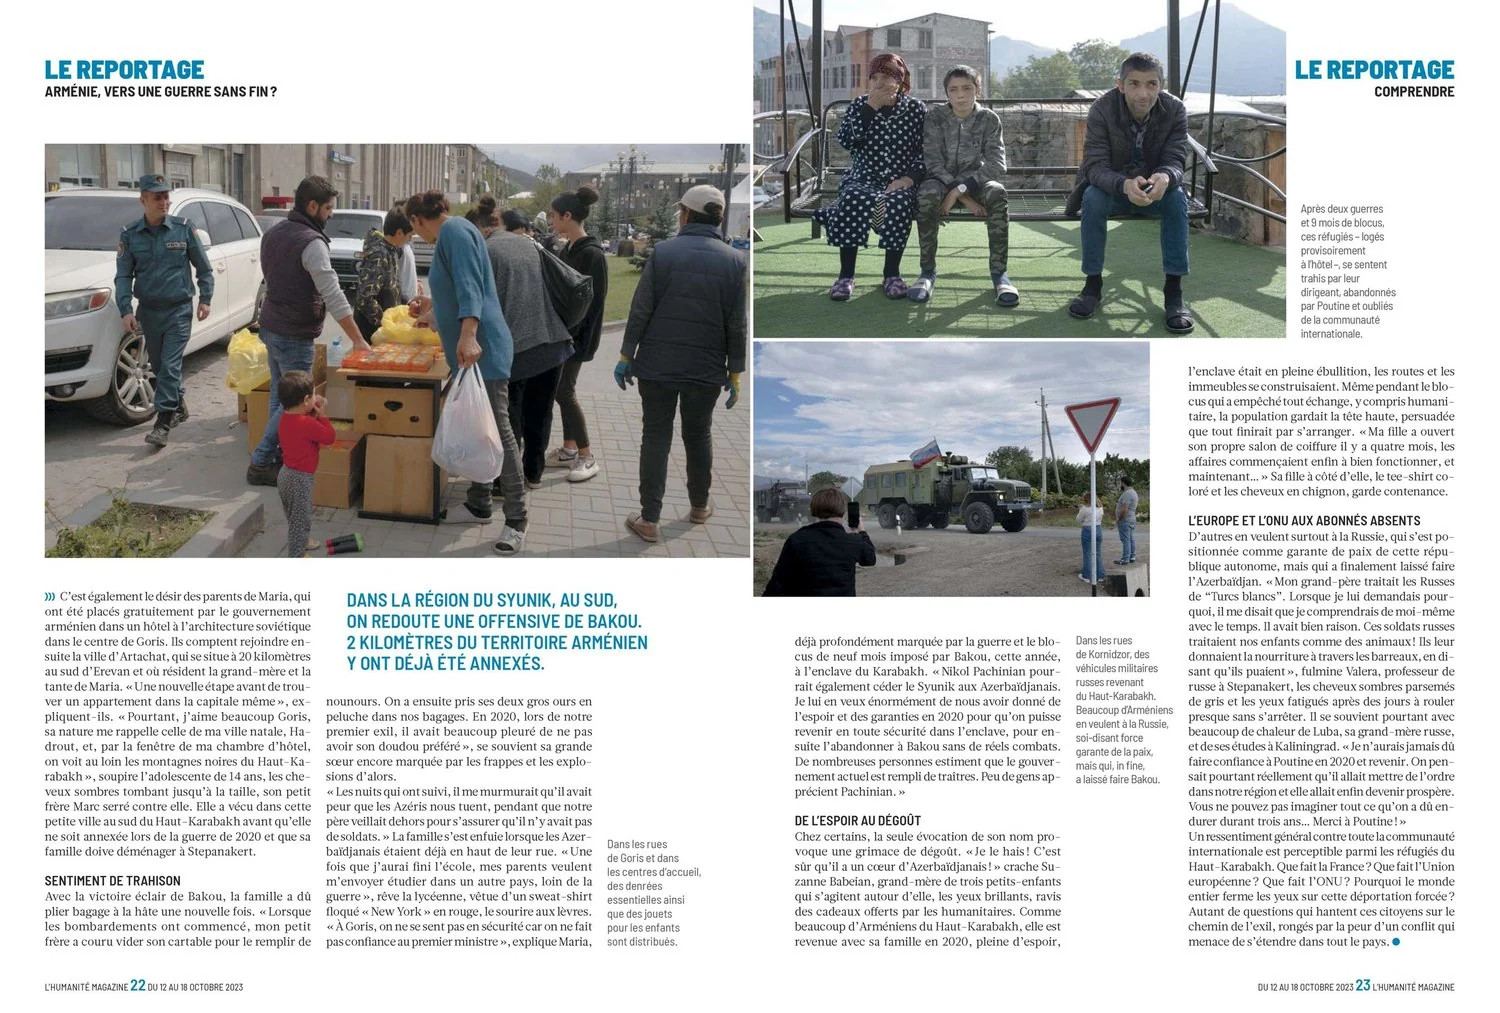 LE REPORTAGE
ARMÉNIE, VERS UNE GUERRE SANS FIN ?
LE REPORTAGE
COMPRENDRE
Après deux guerres
et 9 mois de blocus,
ces réfugiés – logés
provisoirement
à l'hôtel –, se sentent
trahis par leur
dirigeant, abandonnés
par Poutine et oubliés
de la communauté
internationale.
⟩⟩⟩ C'est également le désir des parents de Maria, qui
ont été placés gratuitement par le gouvernement
arménien dans un hôtel à l'architecture soviétique
dans le centre de Goris. Ils comptent rejoindre en-
suite la ville d'Artachat, qui se situe à 20 kilomètres
au sud d'Erevan et où résident la grand-mère et la
tante de Maria. « Une nouvelle étape avant de trou-
ver un appartement dans la capitale même », ex-
pliquent-ils. « Pourtant, j'aime beaucoup Goris,
sa nature me rappelle celle de ma ville natale, Ha-
drout, et, par la fenêtre de ma chambre d'hôtel,
on voit au loin les montagnes noires du Haut-Ka-
rabakh », soupire l'adolescente de 14 ans, les che-
veux sombres tombant jusqu'à la taille, son petit
frère Marc serré contre elle. Elle a vécu dans cette
petite ville au sud du Haut-Karabakh avant qu'elle
ne soit annexée lors de la guerre de 2020 et que sa
famille doive déménager à Stepanakert.
SENTIMENT DE TRAHISON
Avec la victoire éclair de Bakou, la famille a dû
plier bagage à la hâte une nouvelle fois. « Lorsque
les bombardements ont commencé, mon petit
frère a couru vider son cartable pour le remplir de
DANS LA RÉGION DU SYUNIK, AU SUD,
ON REDOUTE UNE OFFENSIVE DE BAKOU.
2 KILOMÈTRES DU TERRITOIRE ARMÉNIEN
Y ONT DÉJÀ ÉTÉ ANNEXÉS.
nounours. On a ensuite pris ses deux gros ours en
peluche dans nos bagages. En 2020, lors de notre
premier exil, il avait beaucoup pleuré de ne pas
avoir son doudou préféré », se souvient sa grande
sœur encore marquée par les frappes et les explo-
sions d'alors.
« Les nuits qui ont suivi, il me murmurait qu'il avait
peur que les Azéris nous tuent, pendant que notre
père veillait dehors pour s'assurer qu'il n'y avait pas
de soldats. » La famille s'est enfuie lorsque les Azer-
baïdjanais étaient déjà en haut de leur rue. « Une
fois que j'aurai fini l'école, mes parents veulent
m'envoyer étudier dans un autre pays, loin de la
guerre », rêve la lycéenne, vêtue d'un sweat-shirt
floqué « New York » en rouge, le sourire aux lèvres.
« À Goris, on ne se sent pas en sécurité car on ne fait
pas confiance au premier ministre », explique Maria,
Dans les rues
de Goris et dans
les centres d'accueil,
des denrées
essentielles ainsi
que des jouets
pour les enfants
sont distribués.
déjà profondément marquée par la guerre et le blo-
cus de neuf mois imposé par Bakou, cette année,
à l'enclave du Karabakh. « Nikol Pachinian pour-
rait également céder le Syunik aux Azerbaïdjanais.
Je lui en veux énormément de nous avoir donné de
l'espoir et des garanties en 2020 pour qu'on puisse
revenir en toute sécurité dans l'enclave, pour en-
suite l'abandonner à Bakou sans de réels combats.
De nombreuses personnes estiment que le gouver-
nement actuel est rempli de traîtres. Peu de gens ap-
précient Pachinian. »
DE L'ESPOIR AU DÉGOÛT
Chez certains, la seule évocation de son nom pro-
voque une grimace de dégoût. « Je le hais ! C'est
sûr qu'il a un cœur d'Azerbaïdjanais ! » crache Su-
zanne Babeian, grand-mère de trois petits-enfants
qui s'agitent autour d'elle, les yeux brillants, ravis
des cadeaux offerts par les humanitaires. Comme
beaucoup d'Arméniens du Haut-Karabakh, elle est
revenue avec sa famille en 2020, pleine d'espoir,
Dans les rues
de Kornidzor, des
véhicules militaires
russes revenant
du Haut-Karabakh.
Beaucoup d'Arméniens
en veulent à la Russie,
soi-disant force
garante de la paix,
mais qui, in fine,
a laissé faire Bakou.
l'enclave était en pleine ébullition, les routes et les
immeubles se construisaient. Même pendant le blo-
cus qui a empêché tout échange, y compris humani-
taire, la population gardait la tête haute, persuadée
que tout finirait par s'arranger. « Ma fille a ouvert
son propre salon de coiffure il y a quatre mois, les
affaires commençaient enfin à bien fonctionner, et
maintenant… » Sa fille à côté d'elle, le tee-shirt co-
loré et les cheveux en chignon, garde contenance.
L'EUROPE ET L'ONU AUX ABONNÉS ABSENTS
D'autres en veulent surtout à la Russie, qui s'est po-
sitionnée comme garante de paix de cette répu-
blique autonome, mais qui a finalement laissé faire
l'Azerbaïdjan. « Mon grand-père traitait les Russes
de “Turcs blancs”. Lorsque je lui demandais pour-
quoi, il me disait que je comprendrais de moi-même
avec le temps. Il avait bien raison. Ces soldats russes
traitaient nos enfants comme des animaux ! Ils leur
donnaient la nourriture à travers les barreaux, en di-
sant qu'ils puaient », fulmine Valera, professeur de
russe à Stepanakert, les cheveux sombres parsemés
de gris et les yeux fatigués après des jours à rouler
presque sans s'arrêter. Il se souvient pourtant avec
beaucoup de chaleur de Luba, sa grand-mère russe,
et de ses études à Kaliningrad. « Je n'aurais jamais dû
faire confiance à Poutine en 2020 et revenir. On pen-
sait pourtant réellement qu'il allait mettre de l'ordre
dans notre région et elle allait enfin devenir prospère.
Vous ne pouvez pas imaginer tout ce qu'on a dû en-
durer durant trois ans… Merci à Poutine ! »
Un ressentiment général contre toute la communauté
internationale est perceptible parmi les réfugiés du
Haut-Karabakh. Que fait la France ? Que fait l'Union
européenne ? Que fait l'ONU ? Pourquoi le monde
entier ferme les yeux sur cette déportation forcée ?
Autant de questions qui hantent ces citoyens sur le
chemin de l'exil, rongés par la peur d'un conflit qui
menace de s'étendre dans tout le pays. ●
L'HUMANITÉ MAGAZINE 22 DU 12 AU 18 OCTOBRE 2023
DU 12 AU 18 OCTOBRE 2023 23 L'HUMANITÉ MAGAZINE